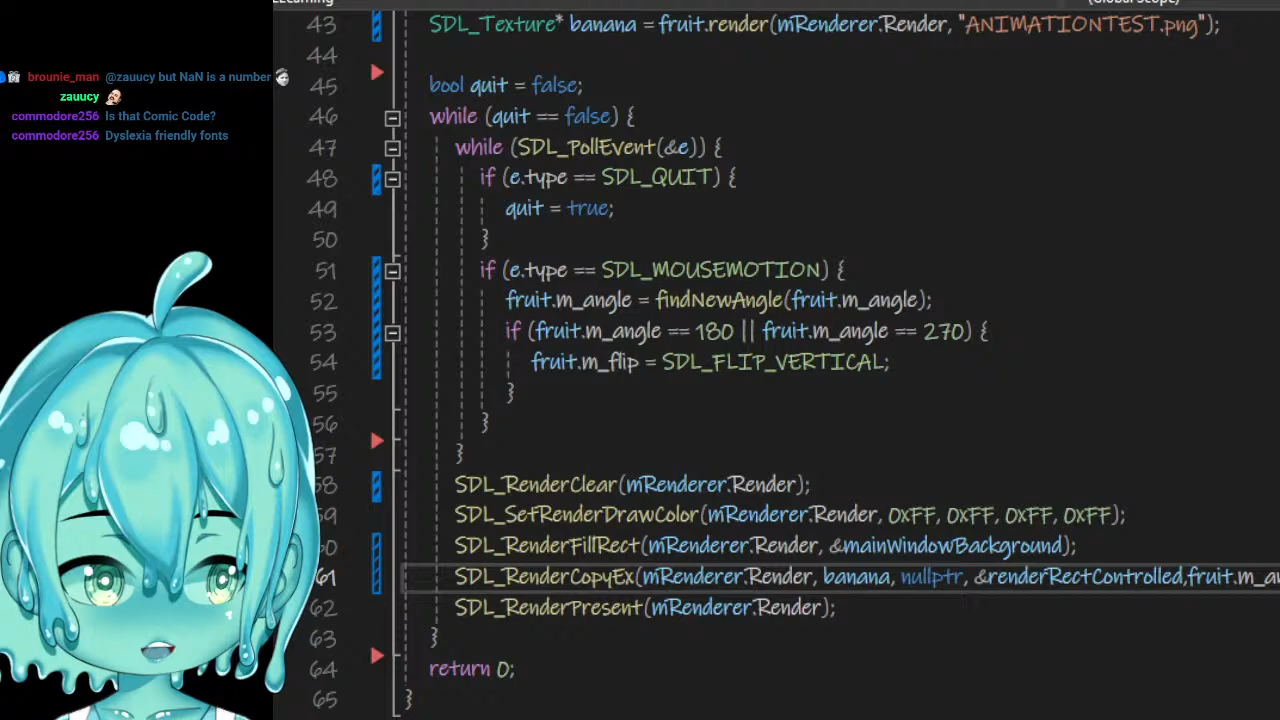 ELearning
(Global Scope)
brounie_man @zauucy but NaN is a number
zauucy
commodore256 Is that Comic Code?
commodore256 Dyslexia friendly fonts
43 SDL_Texture* banana = fruit.render(mRenderer.Render, "ANIMATIONTEST.png");
44
45 bool quit = false;
46 while (quit == false) {
47 while (SDL_PollEvent(&e)) {
48 if (e.type == SDL_QUIT) {
49 quit = true;
50 }
51 if (e.type == SDL_MOUSEMOTION) {
52 fruit.m_angle = findNewAngle(fruit.m_angle);
53 if (fruit.m_angle == 180 || fruit.m_angle == 270) {
54 fruit.m_flip = SDL_FLIP_VERTICAL;
55 }
56 }
57 }
58 SDL_RenderClear(mRenderer.Render);
59 SDL_SetRenderDrawColor(mRenderer.Render, 0xFF, 0xFF, 0xFF, 0xFF);
60 SDL_RenderFillRect(mRenderer.Render, &mainWindowBackground);
61 SDL_RenderCopyEx(mRenderer.Render, banana, nullptr, &renderRectControlled,fruit.m_a
62 SDL_RenderPresent(mRenderer.Render);
63 }
64 return 0;
65 }